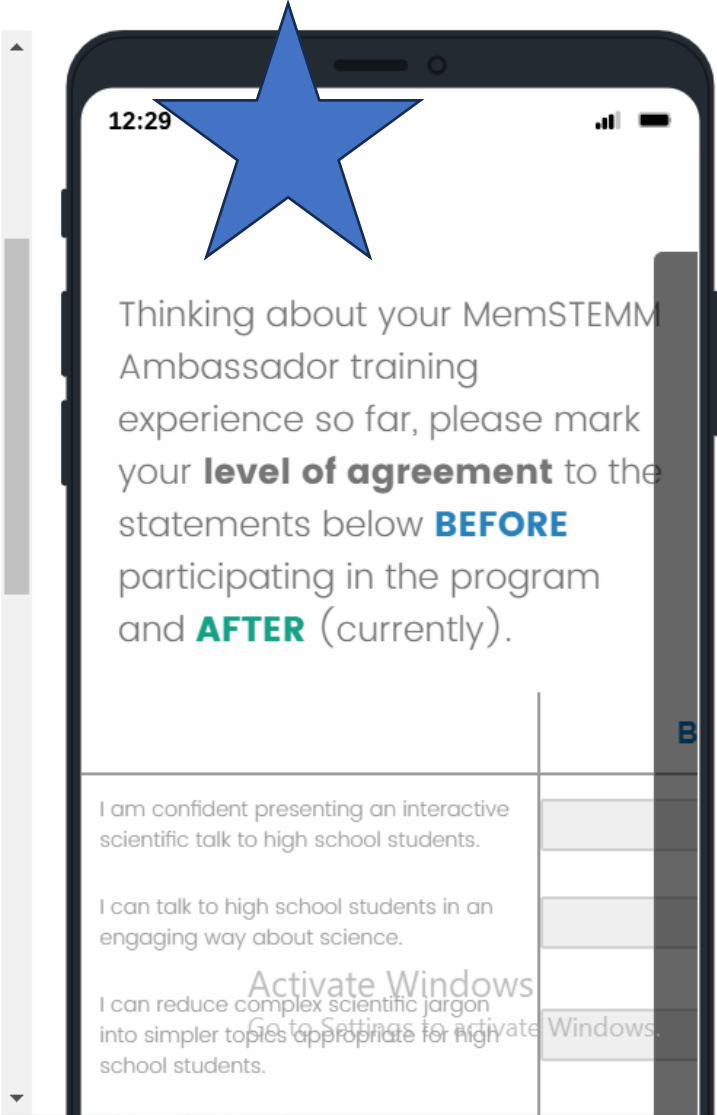 12:29
Thinking about your MemSTEMM
Ambassador training
experience so far, please mark
your level of agreement to the
statements below BEFORE
participating in the program
and AFTER (currently).
B
I am confident presenting an interactive
scientific talk to high school students.
I can talk to high school students in an
engaging way about science.
I can reduce complex scientific jargon
into simpler topics appropriate for high
school students.
Activate Windows
Go to Settings to activate Windows.